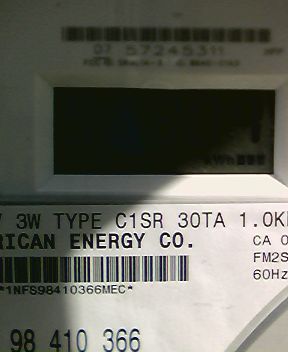 07 57245311
kWh
V 3W TYPE C1SR 30TA 1.0K
RICAN ENERGY CO.
CA 0
FM2S
60Hz
*1NFS98410366MEC*
98 410 366